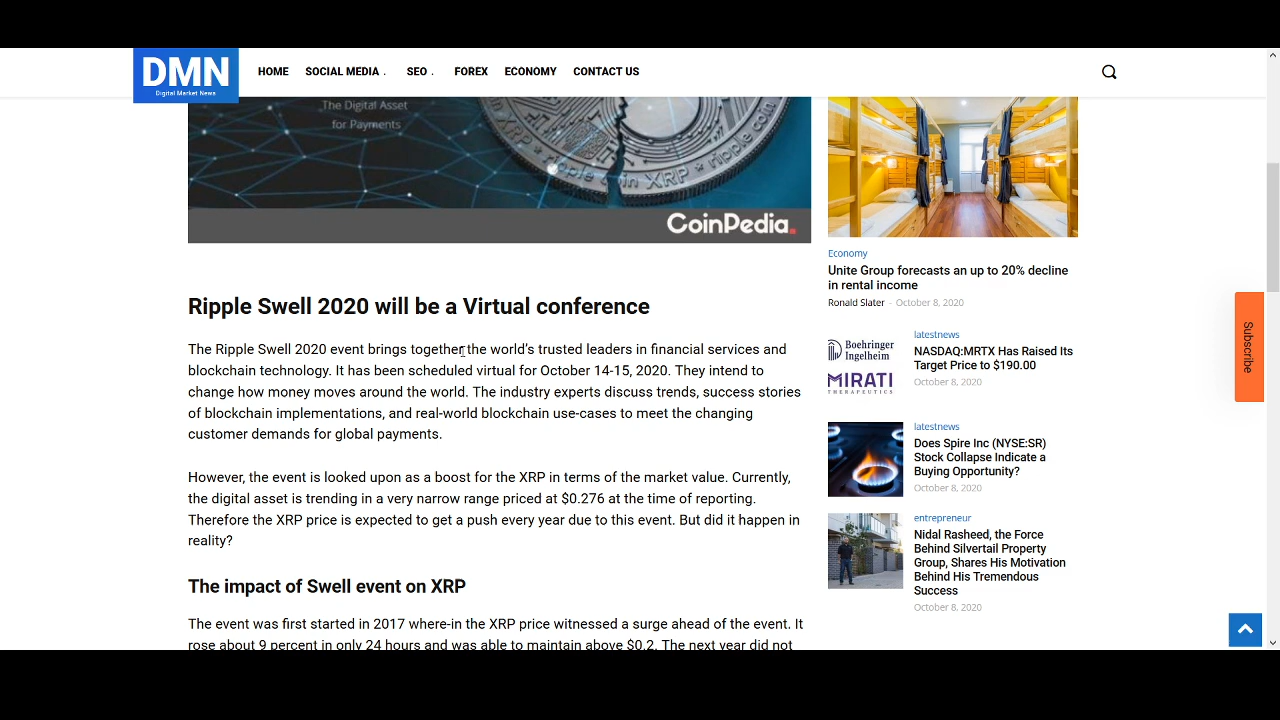 DMN
Digital Market News
HOME
SOCIAL MEDIA
SEO
FOREX
ECONOMY
CONTACT US
The Digital Asset
for Payments
ripple coin
in XRP
CoinPedia
Ripple Swell 2020 will be a Virtual conference
The Ripple Swell 2020 event brings together the world's trusted leaders in financial services and
blockchain technology. It has been scheduled virtual for October 14-15, 2020. They intend to
change how money moves around the world. The industry experts discuss trends, success stories
of blockchain implementations, and real-world blockchain use-cases to meet the changing
customer demands for global payments.
However, the event is looked upon as a boost for the XRP in terms of the market value. Currently,
the digital asset is trending in a very narrow range priced at $0.276 at the time of reporting.
Therefore the XRP price is expected to get a push every year due to this event. But did it happen in
reality?
The impact of Swell event on XRP
The event was first started in 2017 where-in the XRP price witnessed a surge ahead of the event. It
rose about 9 percent in only 24 hours and was able to maintain above $0.2. The next year did not
Economy
Unite Group forecasts an up to 20% decline
in rental income
Ronald Slater - October 8, 2020
Boehringer
Ingelheim
MIRATI
THERAPEUTICS
latestnews
NASDAQ:MRTX Has Raised Its
Target Price to $190.00
October 8, 2020
latestnews
Does Spire Inc (NYSE:SR)
Stock Collapse Indicate a
Buying Opportunity?
October 8, 2020
entrepreneur
Nidal Rasheed, the Force
Behind Silvertail Property
Group, Shares His Motivation
Behind His Tremendous
Success
October 8, 2020
Subscribe